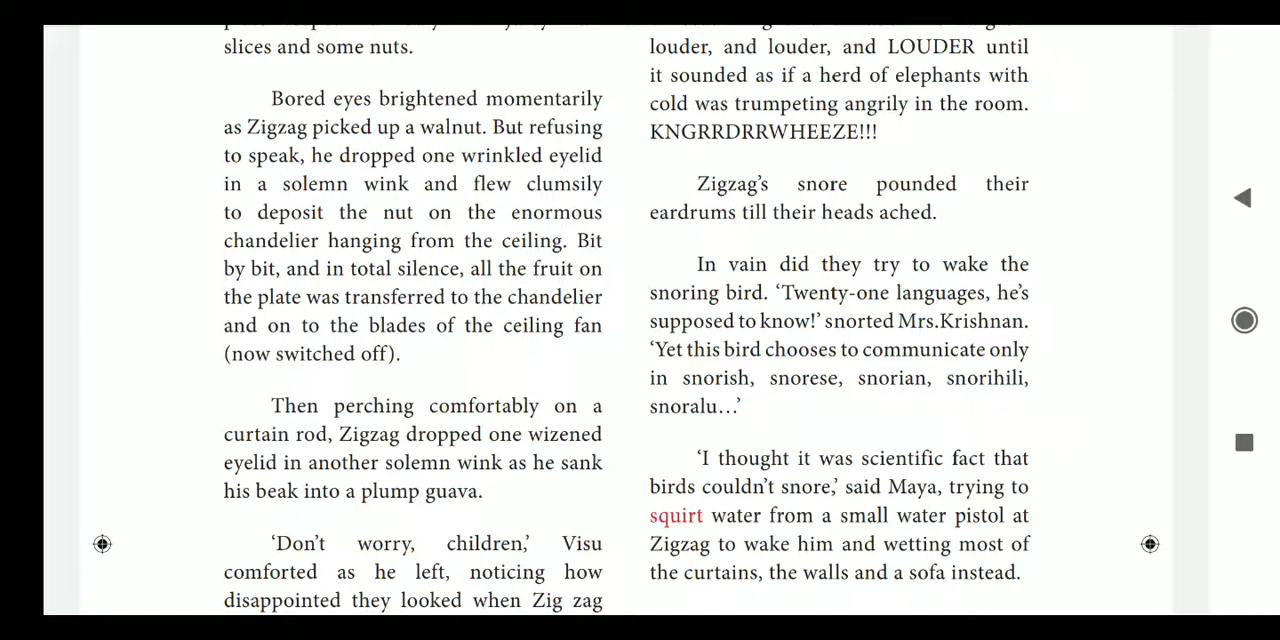 slices and some nuts.
Bored eyes brightened momentarily
as Zigzag picked up a walnut. But refusing
to speak, he dropped one wrinkled eyelid
in a solemn wink and flew clumsily
to deposit the nut on the enormous
chandelier hanging from the ceiling. Bit
by bit, and in total silence, all the fruit on
the plate was transferred to the chandelier
and on to the blades of the ceiling fan
(now switched off).
Then perching comfortably on a
curtain rod, Zigzag dropped one wizened
eyelid in another solemn wink as he sank
his beak into a plump guava.
‘Don’t worry, children,’ Visu
comforted as he left, noticing how
disappointed they looked when Zig zag
louder, and louder, and LOUDER until
it sounded as if a herd of elephants with
cold was trumpeting angrily in the room.
KNGRRDRRWHEEZE!!!
Zigzag’s snore pounded their
eardrums till their heads ached.
In vain did they try to wake the
snoring bird. ‘Twenty-one languages, he’s
supposed to know!’ snorted Mrs.Krishnan.
‘Yet this bird chooses to communicate only
in snorish, snorese, snorian, snorihili,
snoralu…’
‘I thought it was scientific fact that
birds couldn’t snore,’ said Maya, trying to
squirt water from a small water pistol at
Zigzag to wake him and wetting most of
the curtains, the walls and a sofa instead.